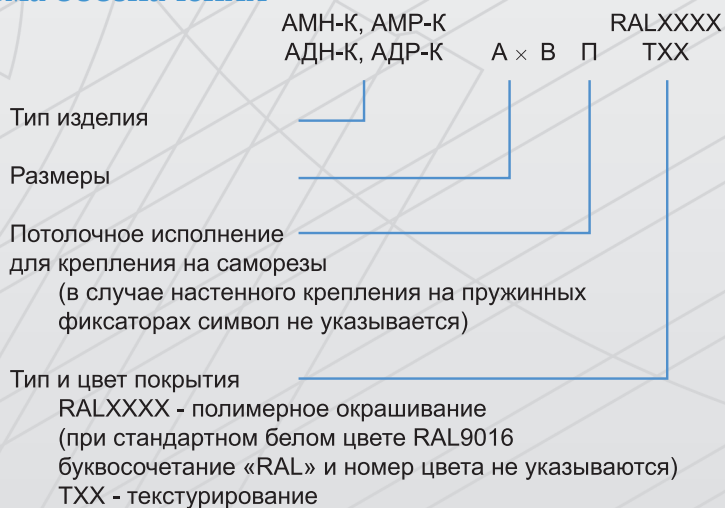 АМН-К, АМР-К RALXXXX
АДН-К, АДР-К А × В П ТХХ
Тип изделия
Размеры
Потолочное исполнение
для крепления на саморезы
(в случае настенного крепления на пружинных
фиксаторах символ не указывается)
Тип и цвет покрытия
RALXXXX - полимерное окрашивание
(при стандартном белом цвете RAL9016
буквосочетание «RAL» и номер цвета не указываются)
ТХХ - текстурирование